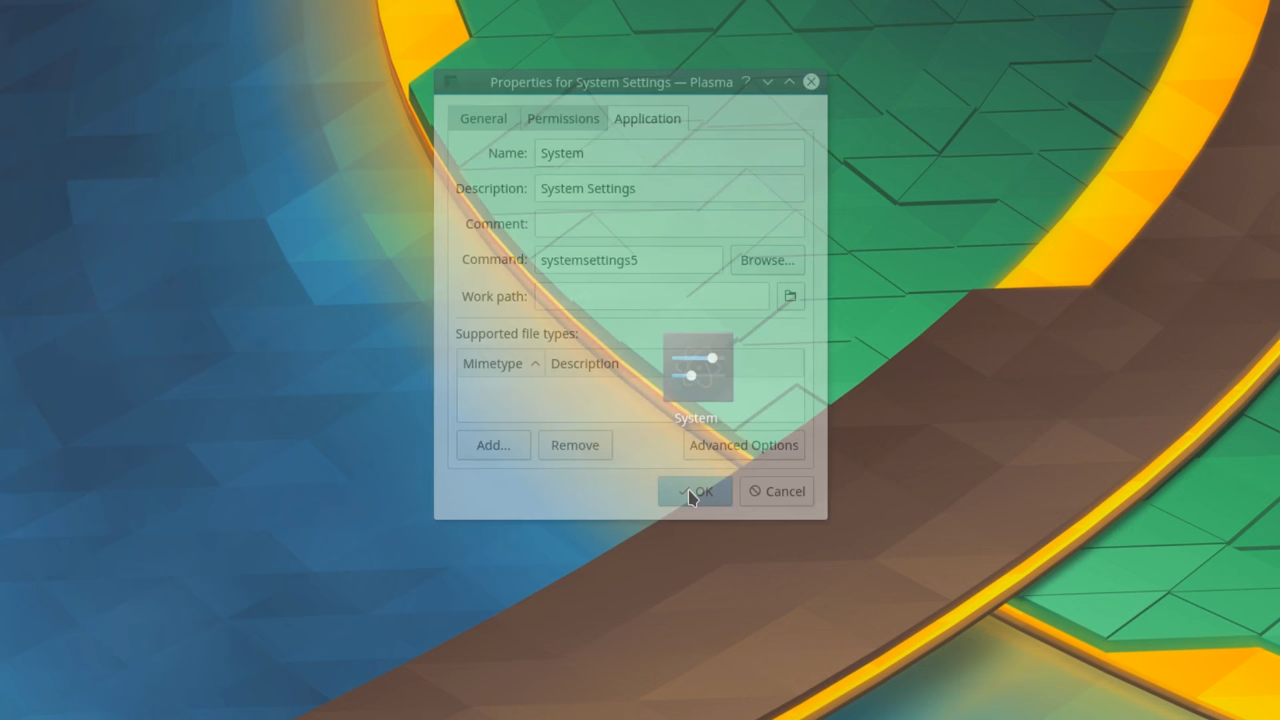 Properties for System Settings — Plasma
General Permissions Application
Name: System
Description: System Settings
Comment:
Command: systemsettings5 Browse...
Work path:
Supported file types:
Mimetype Description
System
Add... Remove Advanced Options
OK Cancel